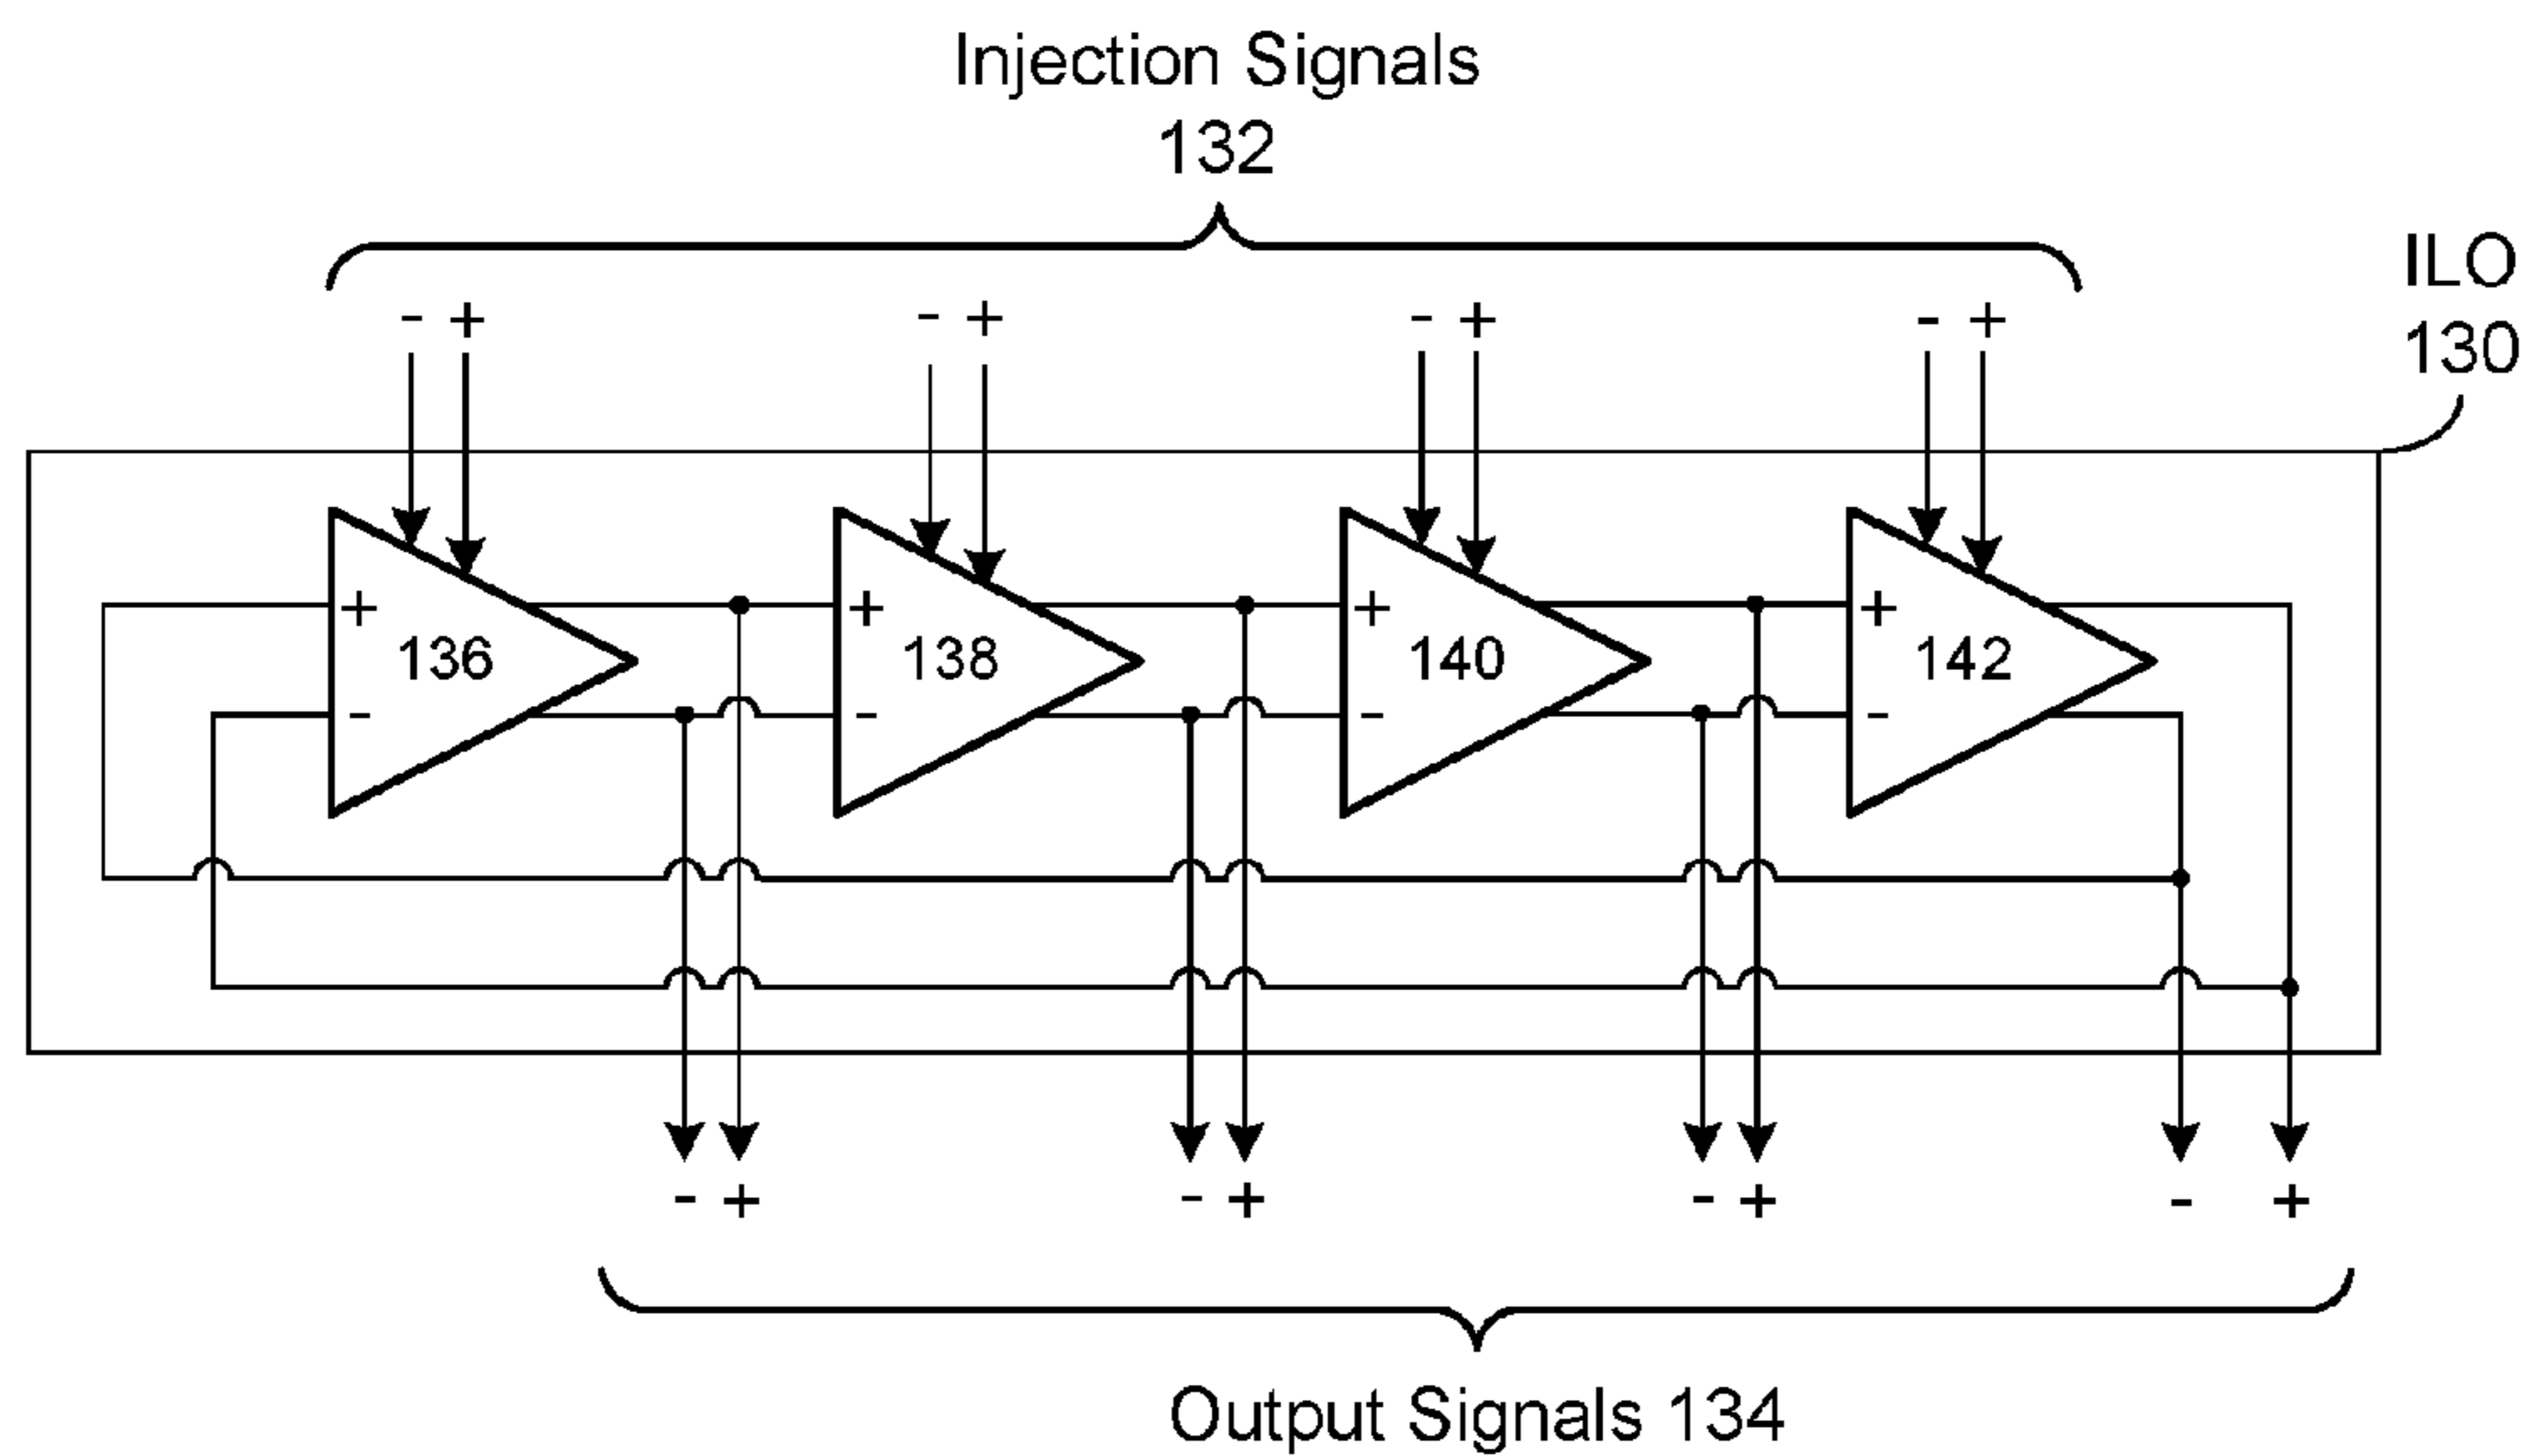 Injection Signals
132
ILO
130
- + - + - + - +
+ + + +
136 138 140 142
- - - -
- + - + - + - +
Output Signals 134